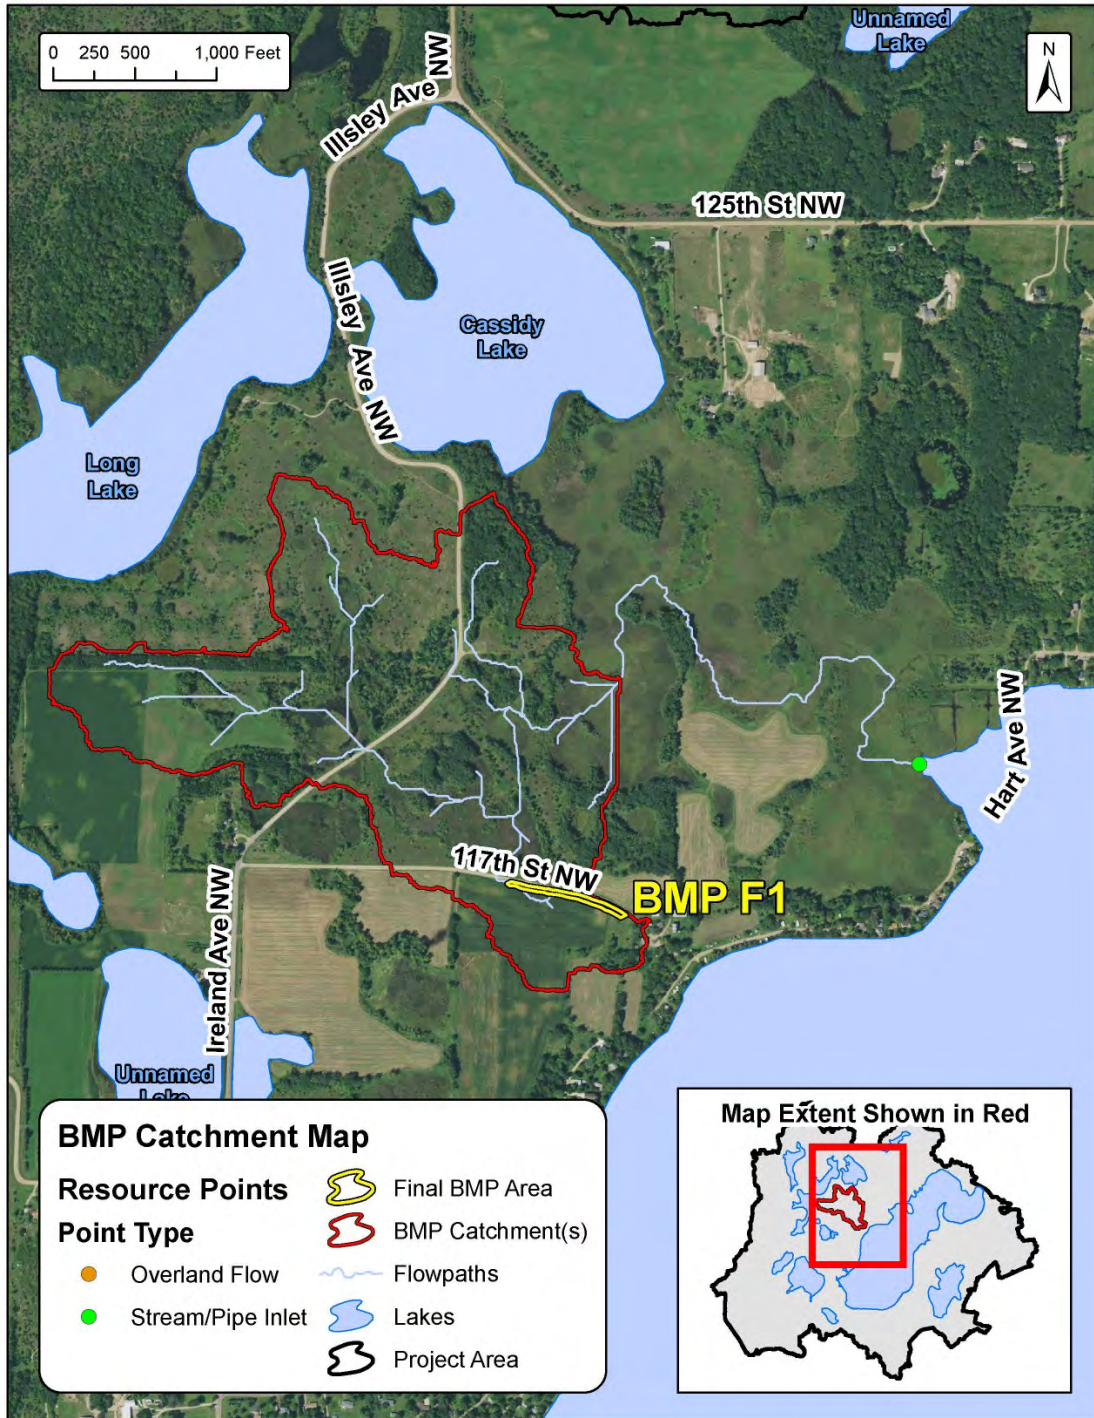 Unnamed
Lake
0 250 500 1,000 Feet
N
Illsley Ave NW
125th St NW
Illsley Ave NW
Cassidy
Lake
Long
Lake
Hart Ave NW
117th St NW
BMP F1
Ireland Ave NW
Unnamed
Lake
BMP Catchment Map
Resource Points
Point Type
Overland Flow
Stream/Pipe Inlet
Final BMP Area
BMP Catchment(s)
Flowpaths
Lakes
Project Area
Map Extent Shown in Red